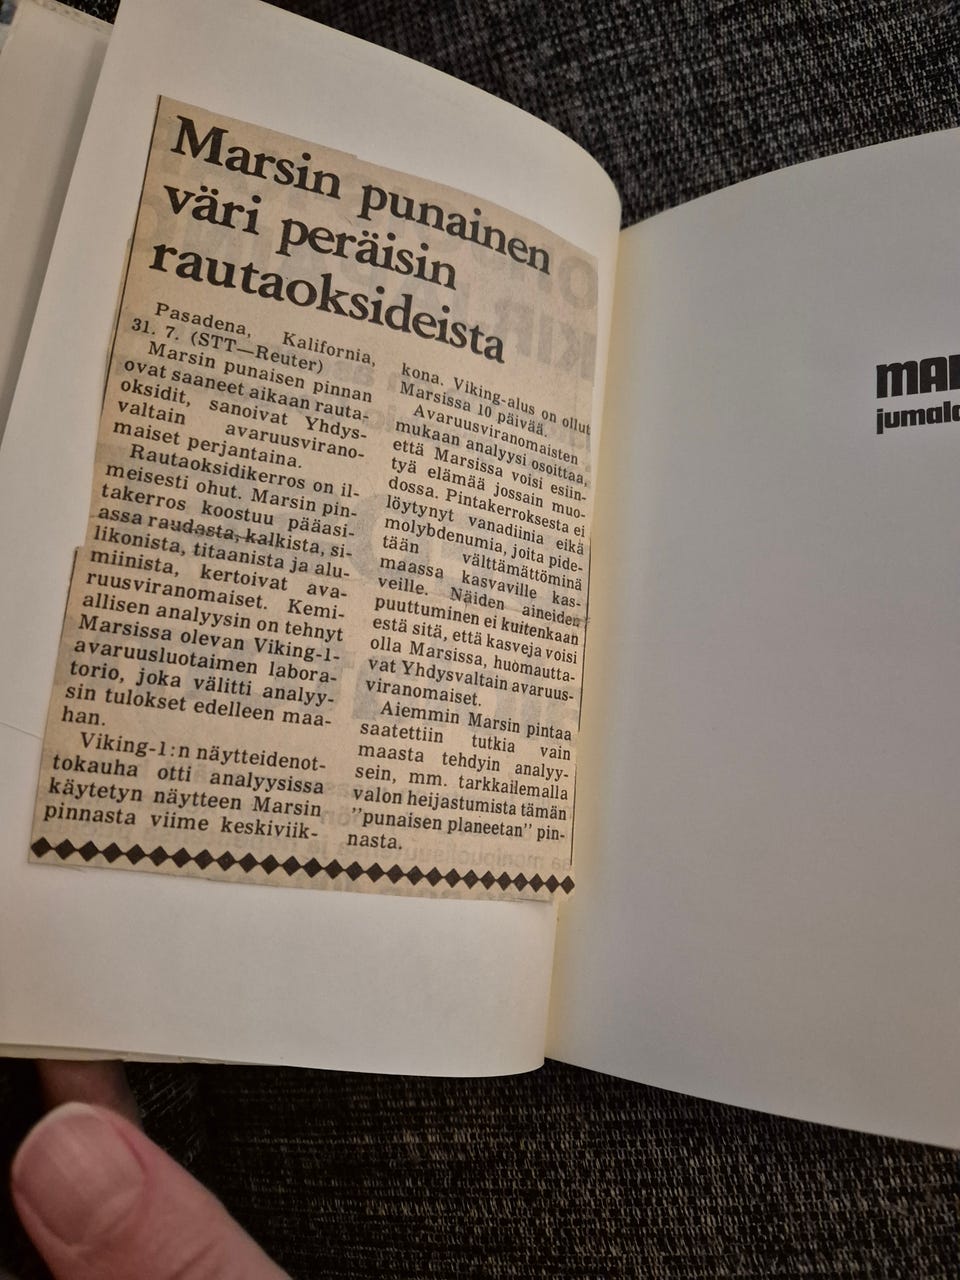 Marsin punainen
väri peräisin
rautaoksideista
Pasadena, Kalifornia,
31. 7. (STT—Reuter)
Marsin punaisen pinnan
ovat saaneet aikaan rauta-
oksidit, sanoivat Yhdys-
valtain avaruusvirano-
maiset perjantaina.
Rautaoksidikerros on il-
meisesti ohut. Marsin pin-
takerros koostuu pääasi-
assa raudasta, kalkista, si-
likonista, titaanista ja alu-
miinista, kertoivat ava-
ruusviranomaiset. Kemi-
allisen analyysin on tehnyt
Marsissa olevan Viking-1-
avaruusluotaimen labora-
torio, joka välitti analyy-
sin tulokset edelleen maa-
han.
Viking-1:n näytteidenot-
tokauha otti analyysissa
käytetyn näytteen Marsin
pinnasta viime keskiviik-
kona. Viking-alus on ollut
Marsissa 10 päivää.
Avaruusviranomaisten
mukaan analyysi osoittaa,
että Marsissa voisi esiin-
tyä elämää jossain muo-
dossa. Pintakerroksesta ei
löytynyt vanadiinia eikä
molybdenumia, joita pide-
tään välttämättöminä
maassa kasvaville kas-
veille. Näiden aineiden
puuttuminen ei kuitenkaan
estä sitä, että kasveja voisi
olla Marsissa, huomautta-
vat Yhdysvaltain avaruus-
viranomaiset.
Aiemmin Marsin pintaa
saatettiin tutkia vain
maasta tehdyin analyy-
sein, mm. tarkkailemalla
valon heijastumista tämän
"punaisen planeetan" pin-
nasta.